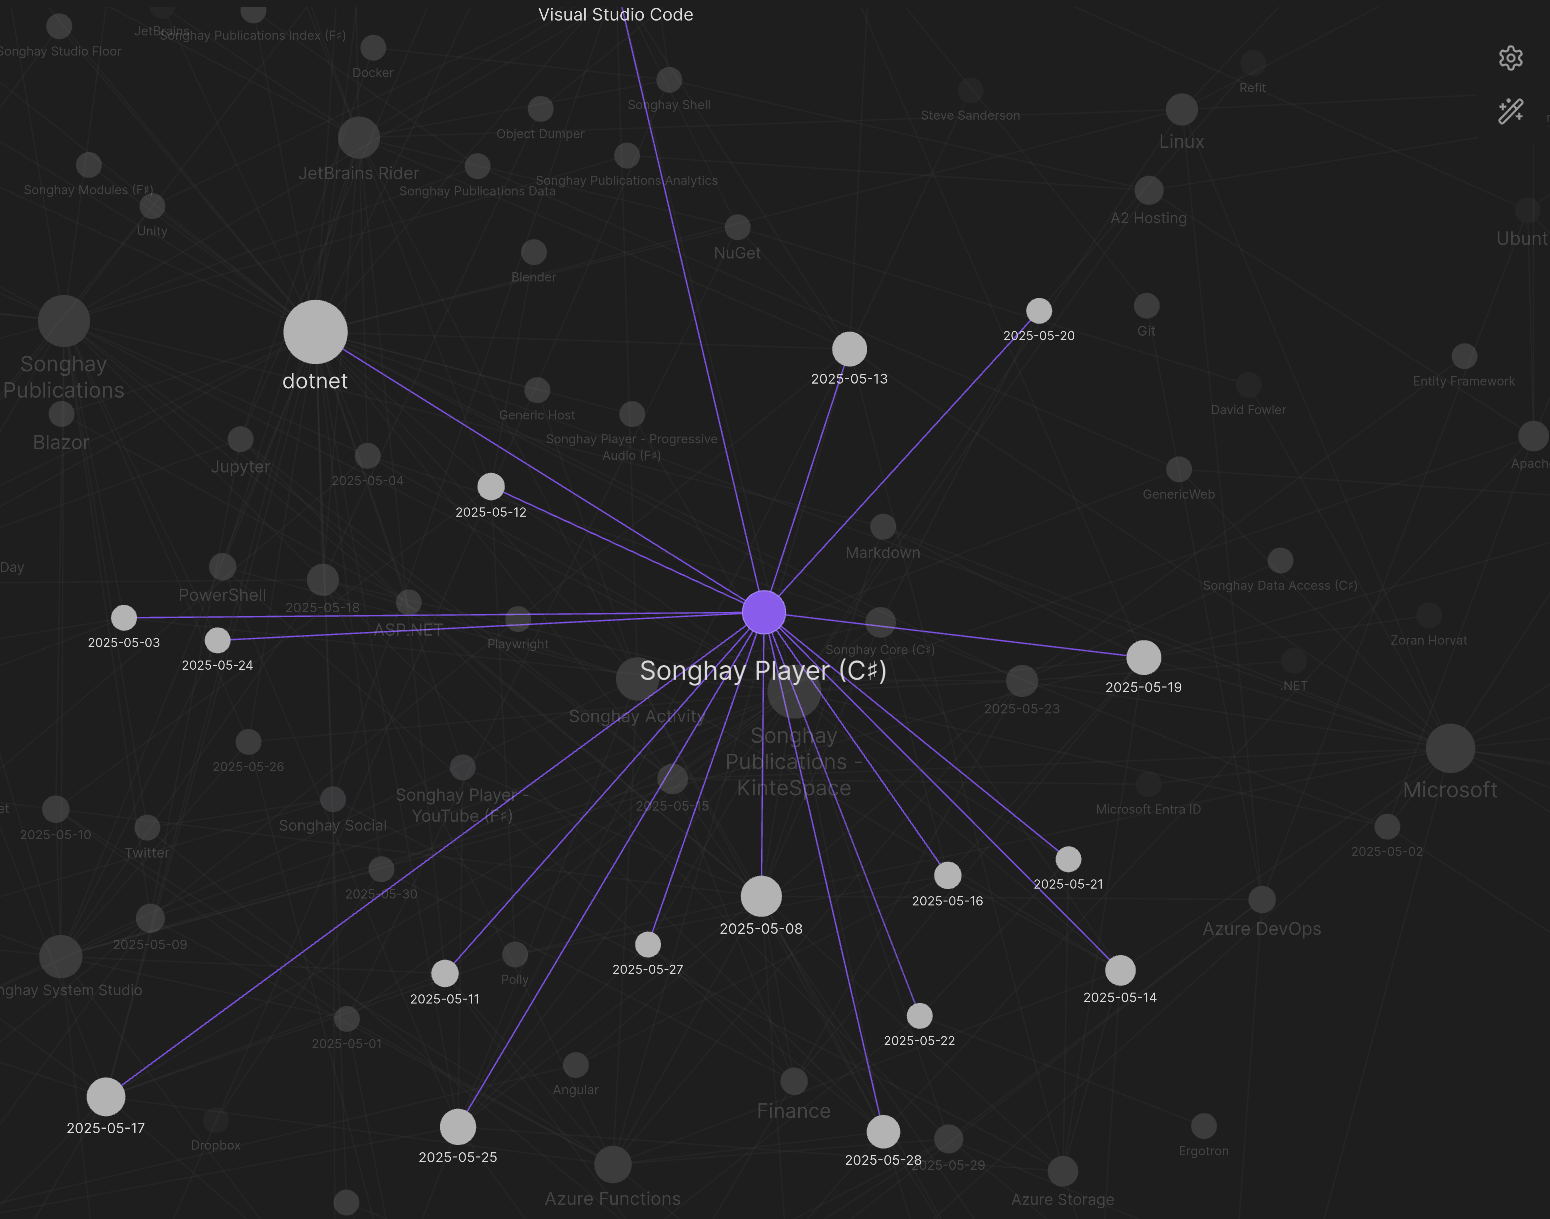 Visual Studio Code
JetBrains
Songhay Publications Index (F♯)
Songhay Studio Floor
Docker
Refit
Songhay Shell
Steve Sanderson
Object Dumper
Linux
JetBrains Rider
Songhay Publications Analytics
Songhay Modules (F♯)
Songhay Publications Data
A2 Hosting
Unity
Ubunt
NuGet
Blender
Git
2025-05-20
Songhay
Publications
dotnet
2025-05-13
Entity Framework
David Fowler
Generic Host
Blazor
Songhay Player - Progressive
Audio (F♯)
Jupyter
2025-05-04
Apach
GenericWeb
2025-05-12
Markdown
Day
PowerShell
Songhay Data Access (C♯)
2025-05-18
ASP.NET
2025-05-03
Playwright
Zoran Horvat
Songhay Core (C♯)
2025-05-24
Songhay Player (C♯)
2025-05-19
.NET
2025-05-23
Songhay Activity
Songhay
Publications -
KinteSpace
2025-05-26
Microsoft
Songhay Player -
YouTube (F♯)
2025-05-15
Microsoft Entra ID
et
Songhay Social
2025-05-10
Twitter
2025-05-02
2025-05-30
2025-05-21
2025-05-16
2025-05-08
Azure DevOps
2025-05-09
2025-05-27
Polly
nghay System Studio
2025-05-11
2025-05-14
2025-05-22
2025-05-01
Angular
Finance
2025-05-17
Dropbox
2025-05-25
2025-05-28
2025-05-29
Ergotron
Azure Functions
Azure Storage